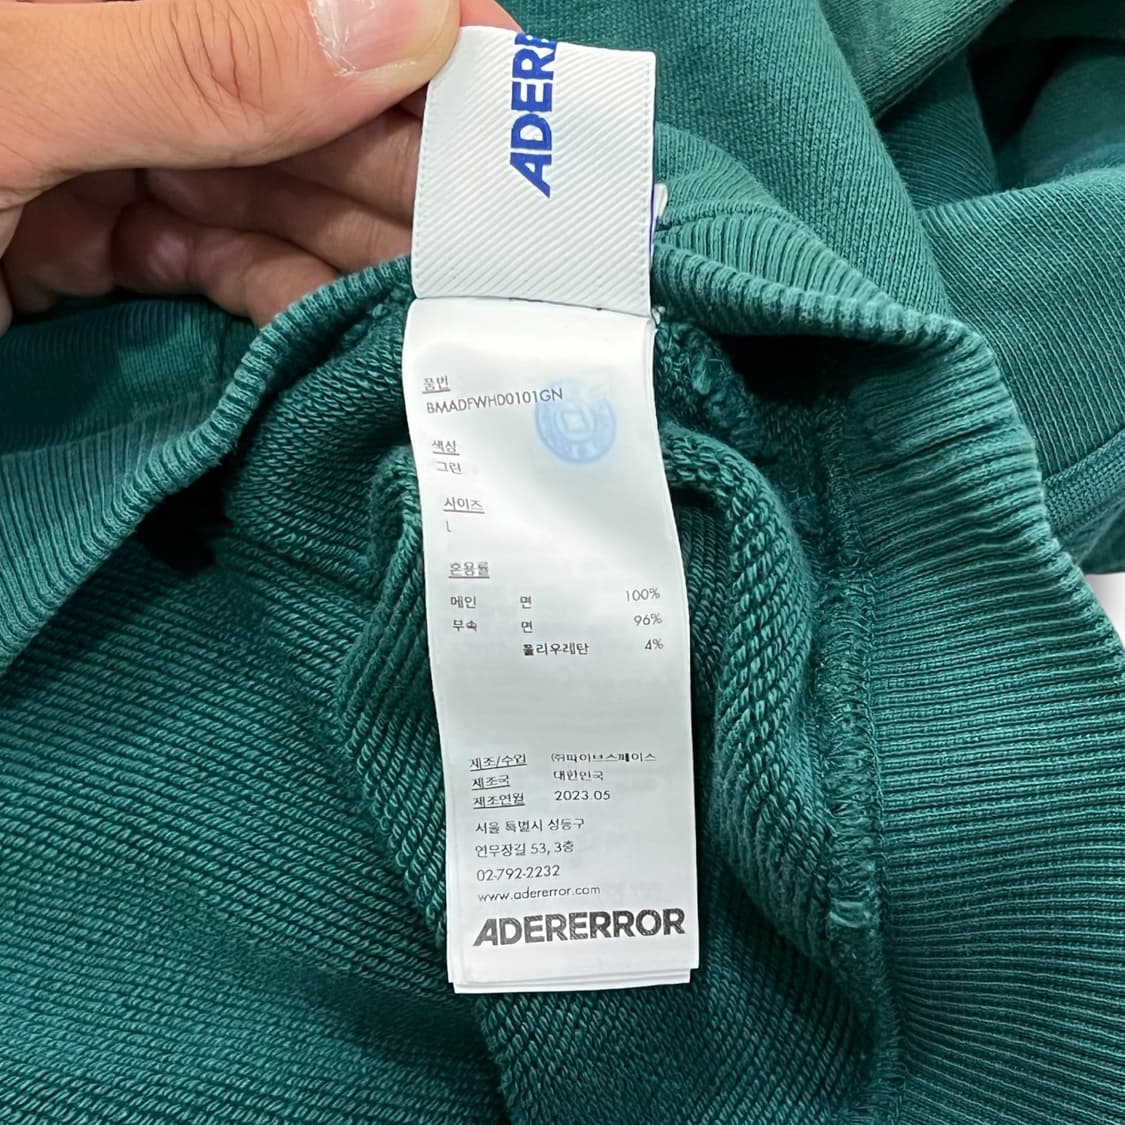 ADERE
품번
BMADFWHD0101GN
색상
그린
사이즈
L
혼용률
메인 면 100%
부속 면 96%
폴리우레탄 4%
제조/수입 ㈜파이브스페이스
제조국 대한민국
제조연월 2023.05
서울 특별시 성동구
연무장길 53, 3층
02-792-2232
www.adererror.com
ADERERROR